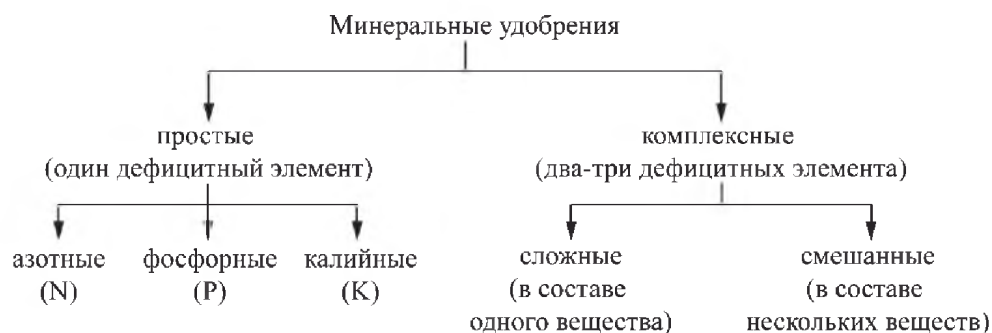 Минеральные удобрения
простые
(один дефицитный элемент)
комплексные
(два-три дефицитных элемента)
азотные
(N)
фосфорные
(P)
калийные
(K)
сложные
(в составе
одного вещества)
смешанные
(в составе
нескольких веществ)